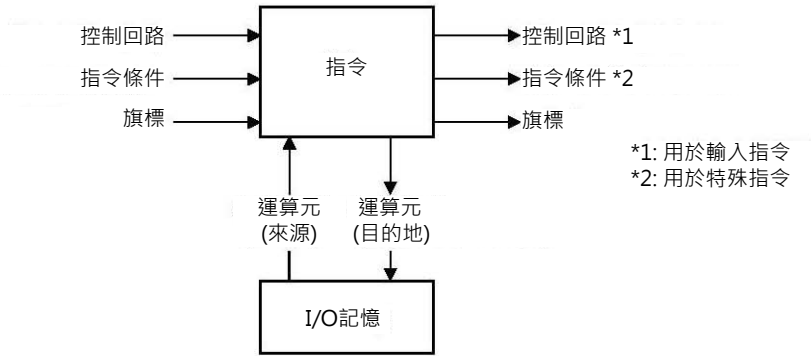 控制回路
指令條件
旗標
指令
控制回路 *1
指令條件 *2
旗標
*1: 用於輸入指令
*2: 用於特殊指令
運算元
(來源)
運算元
(目的地)
I/O記憶